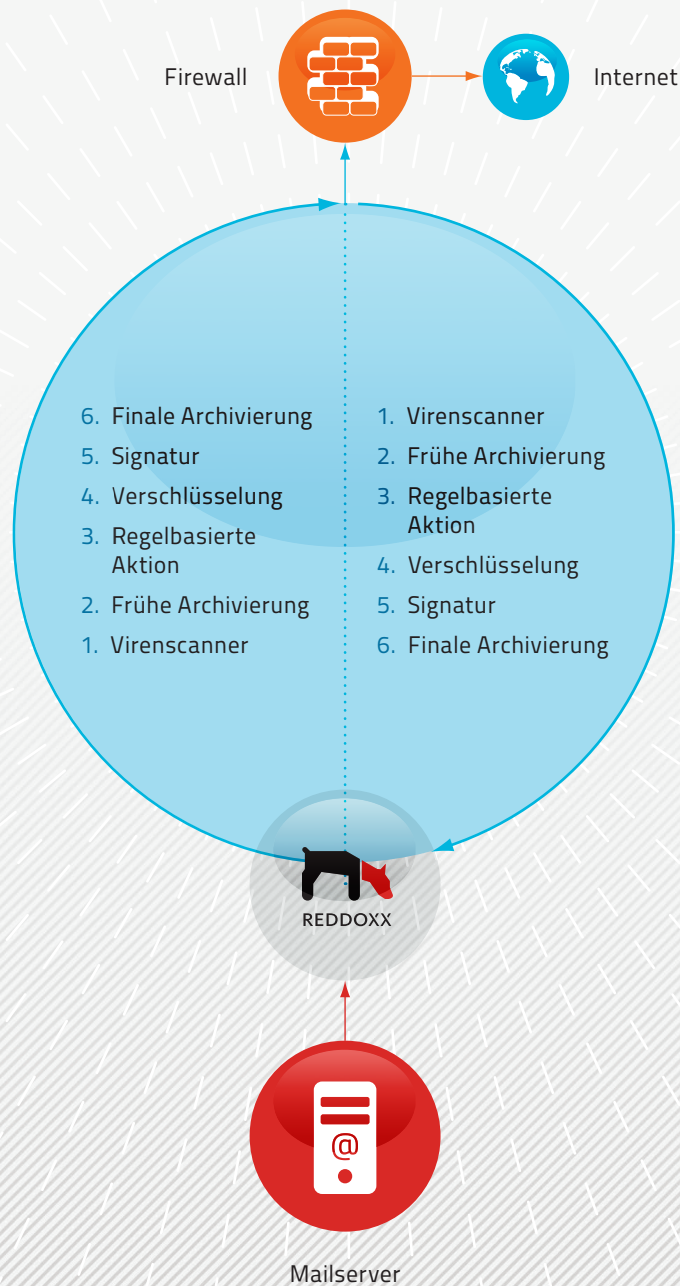 Firewall
Internet
6. Finale Archivierung
5. Signatur
4. Verschlüsselung
3. Regelbasierte
Aktion
2. Frühe Archivierung
1. Virenscanner
1. Virenscanner
2. Frühe Archivierung
3. Regelbasierte
Aktion
4. Verschlüsselung
5. Signatur
6. Finale Archivierung
REDDOXX
@
Mailserver